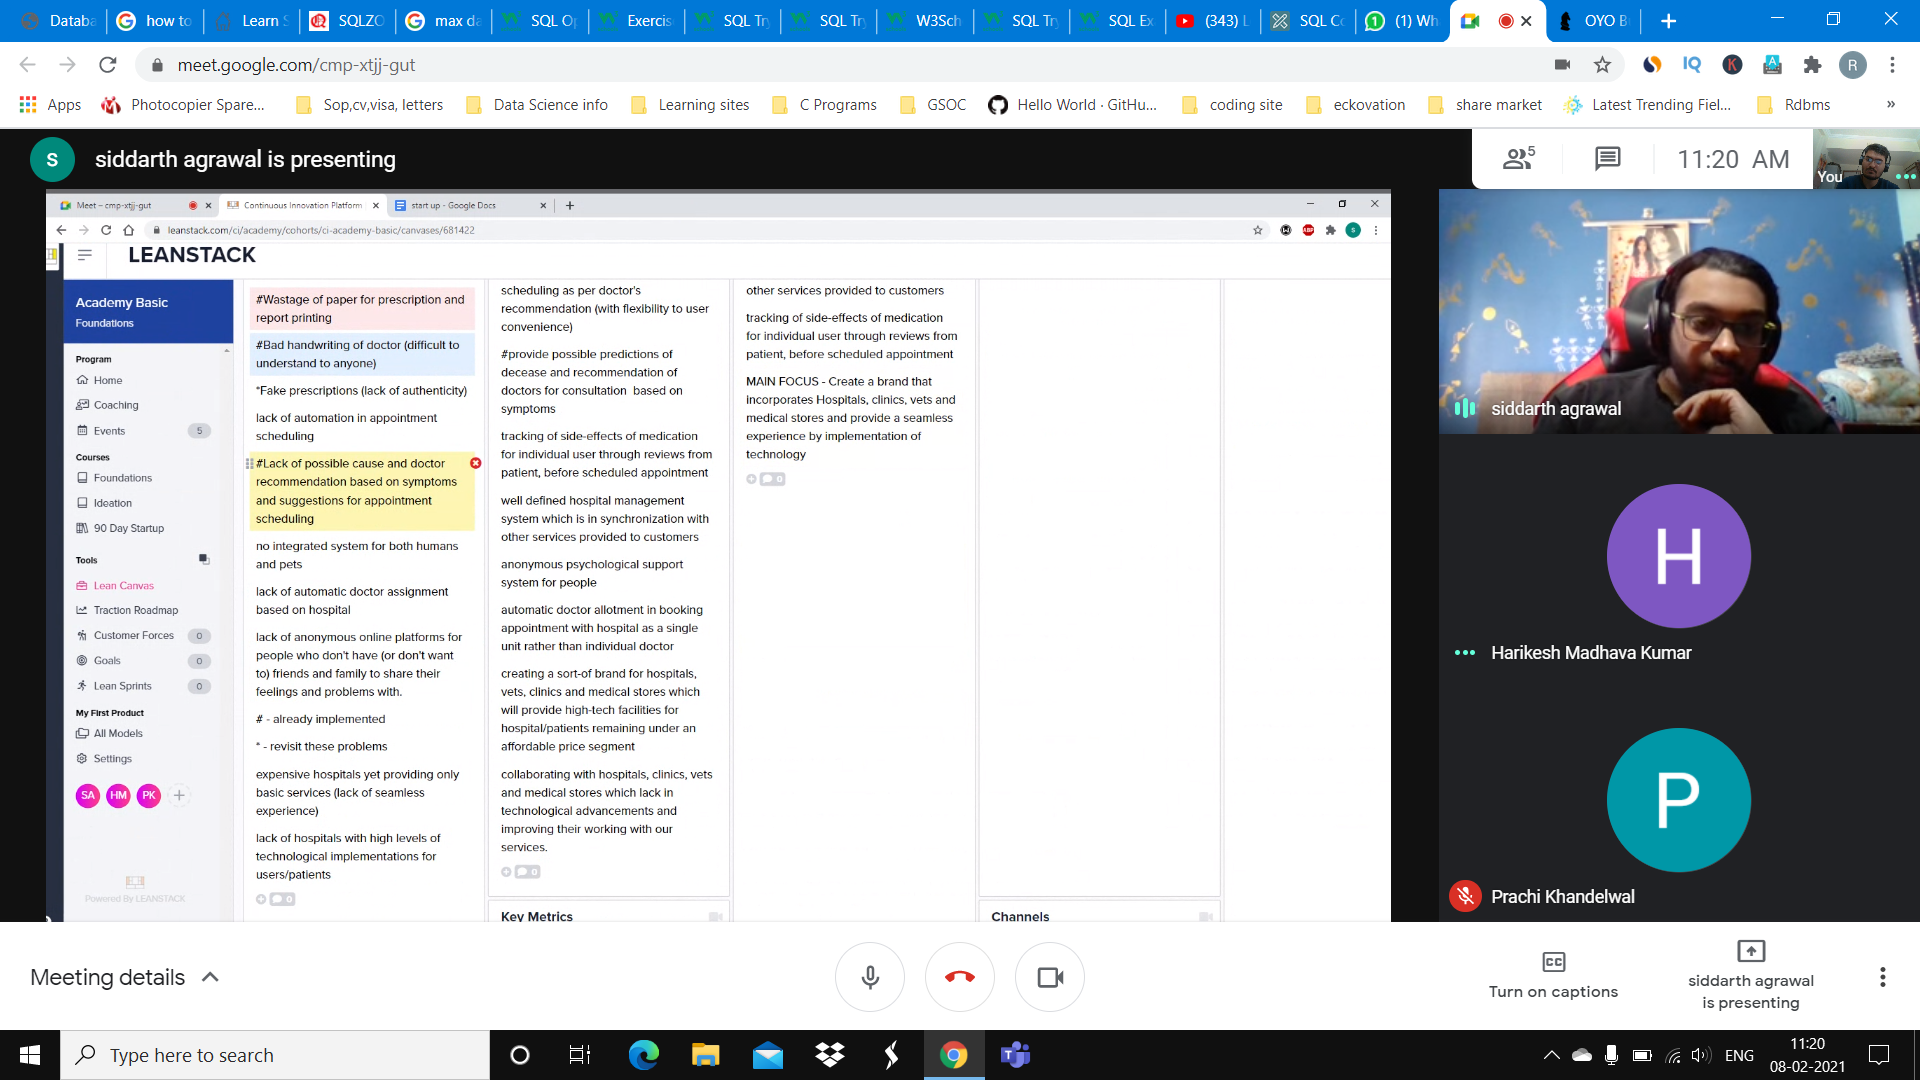 Databa
how to
Learn S
SQLZO
max da
SQL Op
Exercis
SQL Try
SQL Try
W3Sch
SQL Try
SQL Ex
(343) L
SQL Co
(1) Wh
OYO B
meet.google.com/cmp-xtjj-gut
Apps
Photocopier Spare...
Sop,cv,visa, letters
Data Science info
Learning sites
C Programs
GSOC
Hello World · GitHu...
coding site
eckovation
share market
Latest Trending Fiel...
Rdbms
»
S
siddarth agrawal is presenting
5
11:20 AM
You
Meet – cmp-xtjj-gut
Continuous Innovation Platform
start up - Google Docs
leanstack.com/ci/academy/cohorts/ci-academy-basic/canvases/681422
LEANSTACK
Academy Basic
Foundations
Program
Home
Coaching
Events 5
Courses
Foundations
Ideation
90 Day Startup
Tools
Lean Canvas
Traction Roadmap
Customer Forces 0
Goals 0
Lean Sprints 0
My First Product
All Models
Settings
SA HM PK
Powered By LEANSTACK
#Wastage of paper for prescription and
report printing
#Bad handwriting of doctor (difficult to
understand to anyone)
*Fake prescriptions (lack of authenticity)
lack of automation in appointment
scheduling
#Lack of possible cause and doctor
recommendation based on symptoms
and suggestions for appointment
scheduling
no integrated system for both humans
and pets
lack of automatic doctor assignment
based on hospital
lack of anonymous online platforms for
people who don't have (or don't want
to) friends and family to share their
feelings and problems with.
# - already implemented
* - revisit these problems
expensive hospitals yet providing only
basic services (lack of seamless
experience)
lack of hospitals with high levels of
technological implementations for
users/patients
0
scheduling as per doctor's
recommendation (with flexibility to user
convenience)
#provide possible predictions of
decease and recommendation of
doctors for consultation based on
symptoms
tracking of side-effects of medication
for individual user through reviews from
patient, before scheduled appointment
well defined hospital management
system which is in synchronization with
other services provided to customers
anonymous psychological support
system for people
automatic doctor allotment in booking
appointment with hospital as a single
unit rather than individual doctor
creating a sort-of brand for hospitals,
vets, clinics and medical stores which
will provide high-tech facilities for
hospital/patients remaining under an
affordable price segment
collaborating with hospitals, clinics, vets
and medical stores which lack in
technological advancements and
improving their working with our
services.
0
Key Metrics
other services provided to customers
tracking of side-effects of medication
for individual user through reviews from
patient, before scheduled appointment
MAIN FOCUS - Create a brand that
incorporates Hospitals, clinics, vets and
medical stores and provide a seamless
experience by implementation of
technology
0
Channels
siddarth agrawal
H
Harikesh Madhava Kumar
P
Prachi Khandelwal
Meeting details
Turn on captions
siddarth agrawal
is presenting
Type here to search
ENG
11:20
08-02-2021